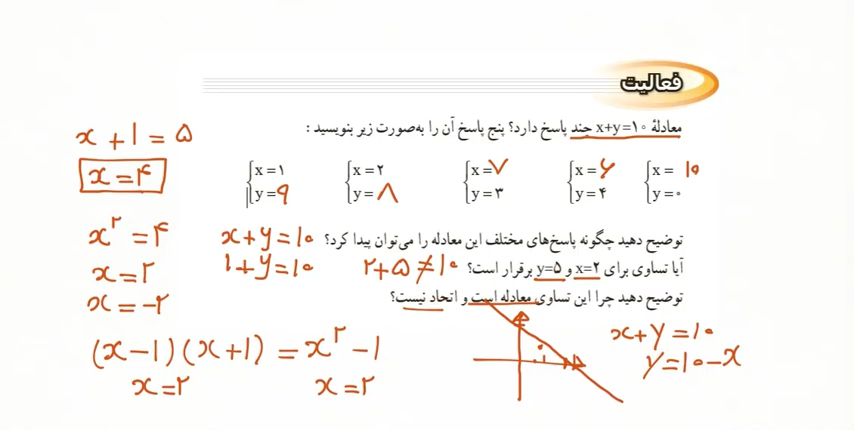 فعالیت
معادلهٔ x+y=۱۰ چند پاسخ دارد؟ پنج پاسخ آن را به‌صورت زیر بنویسید :
x + 1 = ۵
x = ۴
x = ۱ x = ۲ x = ۷ x = ۶ x = ۱۰
y = ۹ y = ۸ y = ۳ y = ۴ y = ۰
توضیح دهید چگونه پاسخ‌های مختلف این معادله را می‌توان پیدا کرد؟
x + y = ۱۰
x۲ = ۴
آیا تساوی برای x=۲ و y=۵ برقرار است؟
۲+۵ ≠ ۱۰
1 + y = ۱۰
x = ۲
توضیح دهید چرا این تساوی معادله است و اتحاد نیست؟
x = -۲
(x-1)(x+1) = x۲ - 1
x = ۲ x = ۲
x + y = ۱۰
y = ۱۰ - x